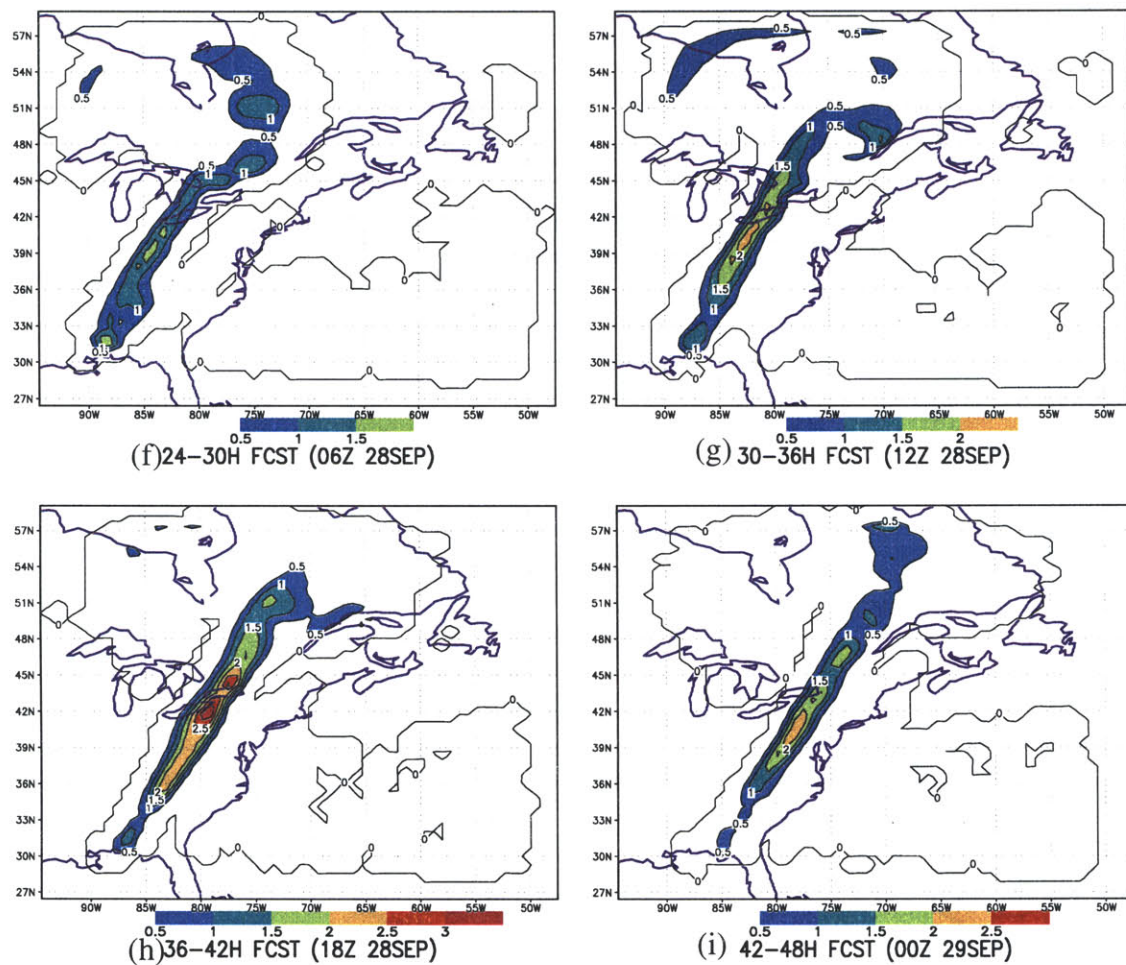 59N
57N
54N
51N
48N
45N
42N
39N
36N
33N
30N
27N
90W 85W 80W 75W 70W 65W 60W 55W 50W
0.5 1 1.5
(f) 24-30H FCST (06Z 28SEP)
57N
54N
51N
48N
45N
42N
39N
36N
33N
30N
27N
90W 85W 80W 75W 70W 65W 60W 55W 50W
0.5 1 1.5 2
(g) 30-36H FCST (12Z 28SEP)
57N
54N
51N
48N
45N
42N
39N
36N
33N
30N
27N
90W 85W 80W 75W 70W 65W 60W 55W 50W
0.5 1 1.5 2 2.5 3
(h) 36-42H FCST (18Z 28SEP)
57N
54N
51N
48N
45N
42N
39N
36N
33N
30N
27N
90W 85W 80W 75W 70W 65W 60W 55W 50W
0.5 1 1.5 2 2.5
(i) 42-48H FCST (00Z 29SEP)